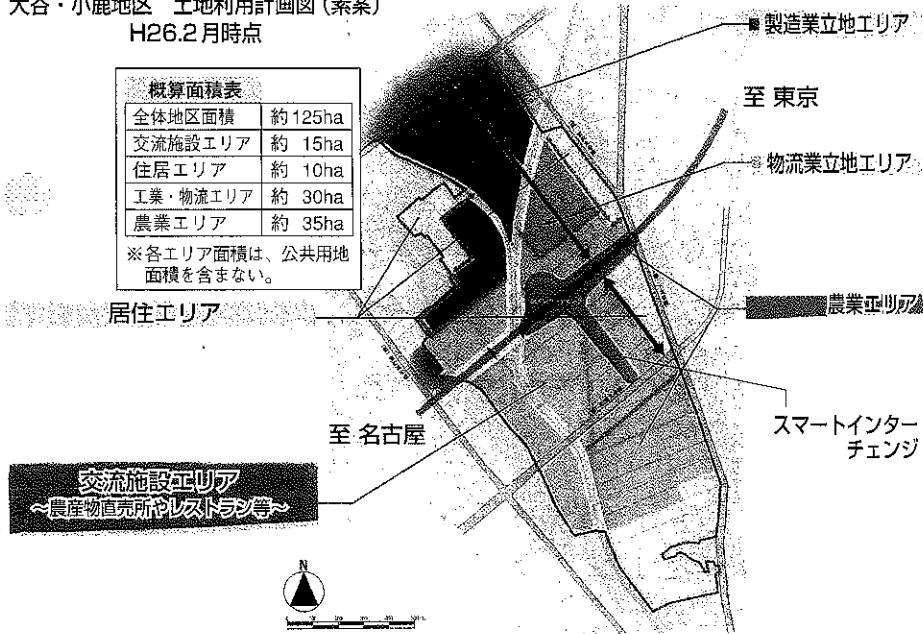 大谷・小鹿地区 土地利用計画図(素案)
H26.2月時点
概算面積表
全体地区面積 約125ha
交流施設エリア 約 15ha
住居エリア 約 10ha
工業・物流エリア 約 30ha
農業エリア 約 35ha
※各エリア面積は、公共用地
面積を含まない。
製造業立地エリア
至 東京
物流業立地エリア
居住エリア
農業エリア
至 名古屋
スマートインター
チェンジ
交流施設エリア
~農産物直売所やレストラン等~
N